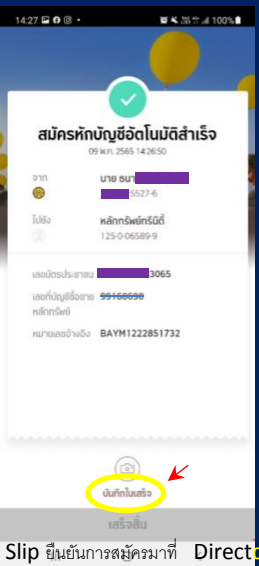 14:27
100%
สมัครหักบัญชีอัตโนมัติสำเร็จ
09 พ.ค. 2565 14:26:50
จาก นาย ธนา
5527-6
ไปยัง หลักทรัพย์ทรีนีตี้
125-0-06589-9
เลขบัตรประชาชน 3065
เลขที่บัญชีซื้อขาย 99160698
หลักทรัพย์
หมายเลขอ้างอิง BAYM1222851732
บันทึกใบเสร็จ
เสร็จสิ้น
Slip ยืนยันการสมัครมาที่ Direct